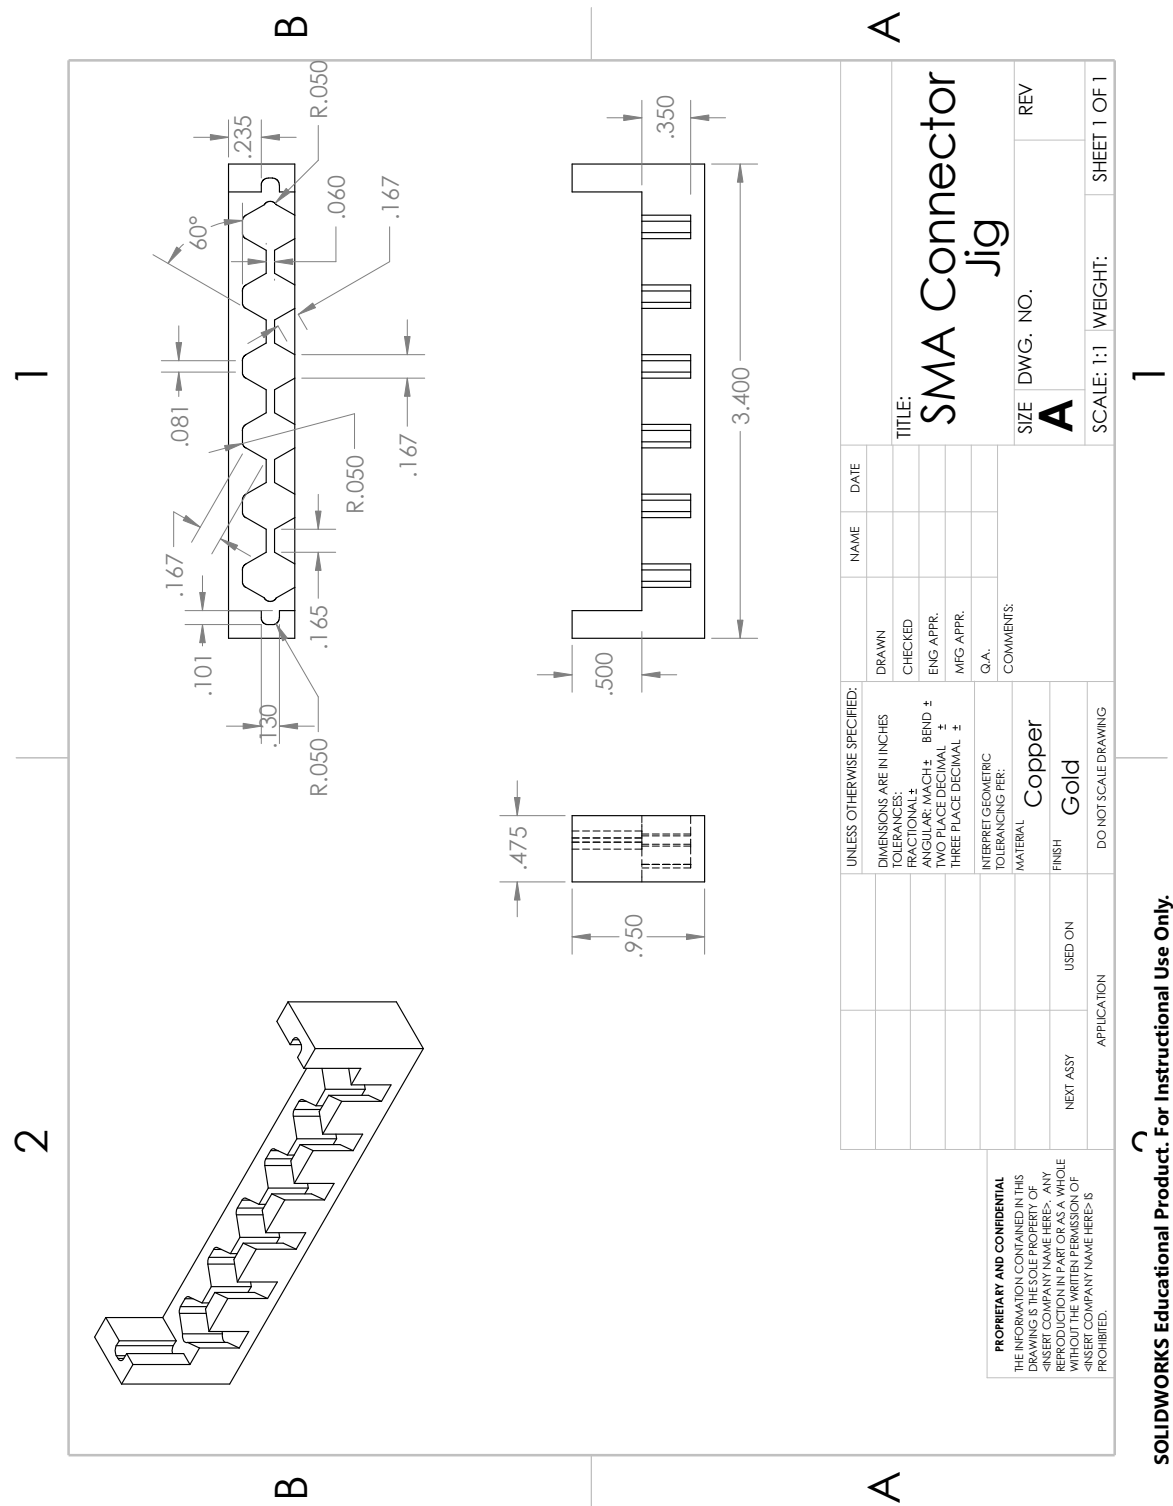 2
1
B
B
A
A
2
1
.235
R.050
60°
.060
.167
.081
.167
R.050
.167
.165
.101
.130
R.050
.350
3.400
.500
.475
.950
PROPRIETARY AND CONFIDENTIAL
THE INFORMATION CONTAINED IN THIS
DRAWING IS THE SOLE PROPERTY OF
<INSERT COMPANY NAME HERE>. ANY
REPRODUCTION IN PART OR AS A WHOLE
WITHOUT THE WRITTEN PERMISSION OF
<INSERT COMPANY NAME HERE> IS
PROHIBITED.
NEXT ASSY
USED ON
APPLICATION
UNLESS OTHERWISE SPECIFIED:
DIMENSIONS ARE IN INCHES
TOLERANCES:
FRACTIONAL±
ANGULAR: MACH± BEND ±
TWO PLACE DECIMAL ±
THREE PLACE DECIMAL ±
INTERPRET GEOMETRIC
TOLERANCING PER:
MATERIAL
Copper
FINISH
Gold
DO NOT SCALE DRAWING
NAME
DATE
DRAWN
CHECKED
ENG APPR.
MFG APPR.
Q.A.
COMMENTS:
TITLE:
SMA Connector
Jig
SIZE
A
DWG. NO.
REV
SCALE: 1:1
WEIGHT:
SHEET 1 OF 1
SOLIDWORKS Educational Product. For Instructional Use Only.